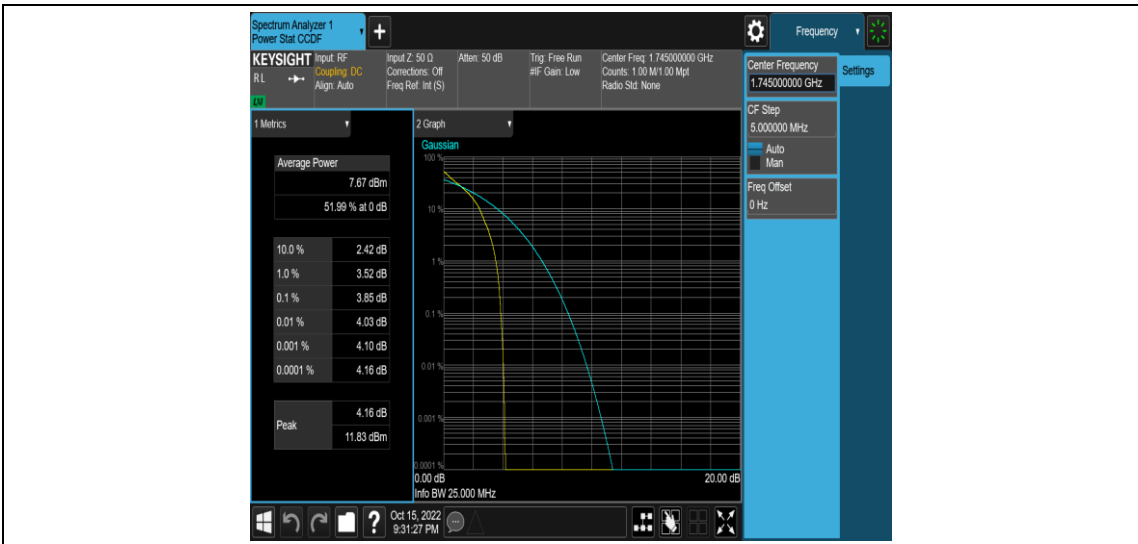 Spectrum Analyzer 1
Power Stat CCDF
+
Frequency
KEYSIGHT
RL
LXI
Input: RF
Coupling: DC
Align: Auto
Input Z: 50 Ω
Corrections: Off
Freq Ref: Int (S)
Atten: 50 dB
Trig: Free Run
#IF Gain: Low
Center Freq: 1.745000000 GHz
Counts: 1.00 M/1.00 Mpt
Radio Std: None
Center Frequency
1.745000000 GHz
Settings
CF Step
5.000000 MHz
Auto
Man
Freq Offset
0 Hz
1 Metrics
Average Power
7.67 dBm
51.99 % at 0 dB
10.0 % 2.42 dB
1.0 % 3.52 dB
0.1 % 3.85 dB
0.01 % 4.03 dB
0.001 % 4.10 dB
0.0001 % 4.16 dB
Peak
4.16 dB
11.83 dBm
2 Graph
Gaussian
100 %
10 %
1 %
0.1 %
0.01 %
0.001 %
0.0001 %
0.00 dB 20.00 dB
Info BW 25.000 MHz
?
Oct 15, 2022
9:31:27 PM